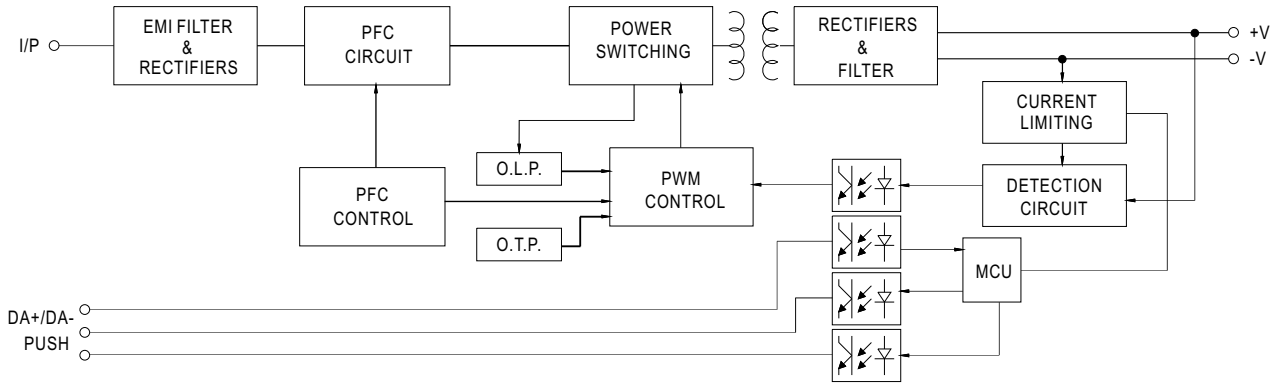 I/P
EMI FILTER
&
RECTIFIERS
PFC
CIRCUIT
POWER
SWITCHING
RECTIFIERS
&
FILTER
+V
-V
CURRENT
LIMITING
O.L.P.
PFC
CONTROL
PWM
CONTROL
DETECTION
CIRCUIT
O.T.P.
MCU
DA+/DA-
PUSH